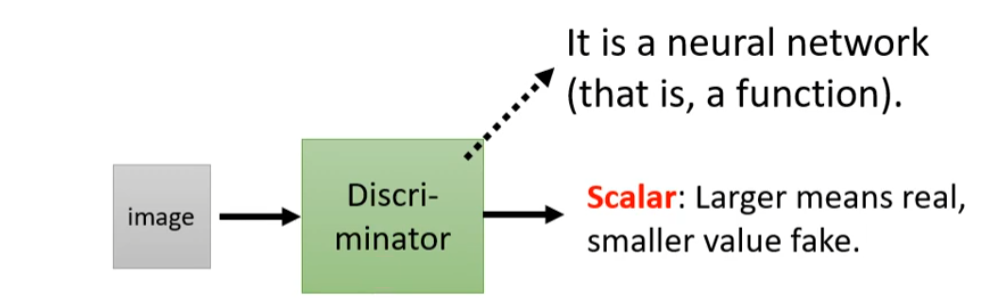 It is a neural network
(that is, a function).
image
Discri-
minator
Scalar: Larger means real,
smaller value fake.